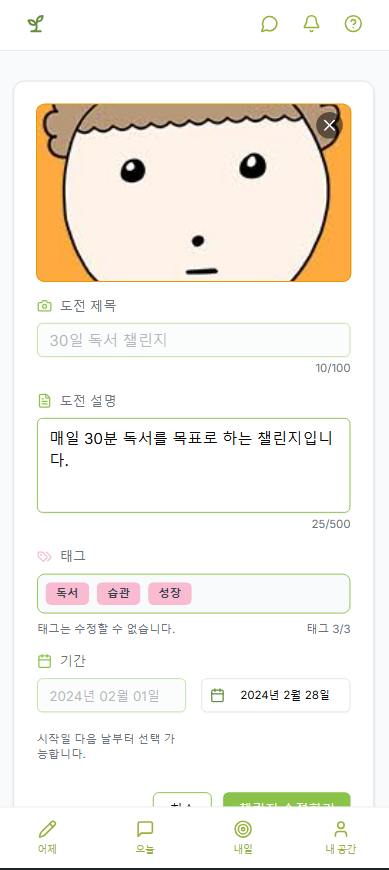 도전 제목
30일 독서 챌린지
10/100
도전 설명
매일 30분 독서를 목표로 하는 챌린지입니
다.
25/500
태그
독서 습관 성장
태그는 수정할 수 없습니다. 태그 3/3
기간
2024년 02월 01일 2024년 2월 28일
시작일 다음 날부터 선택 가
능합니다.
어제 오늘 내일 내 공간